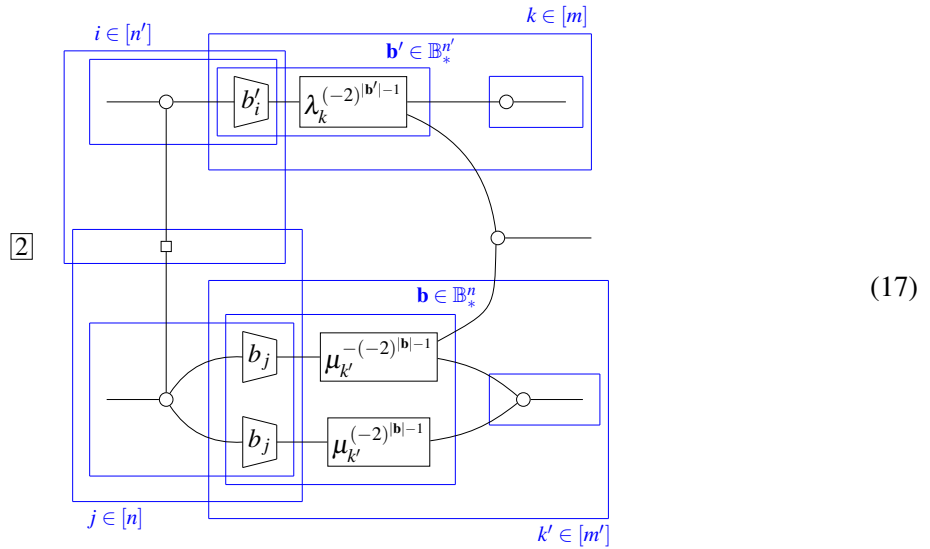 k ∈ [m]
i ∈ [n′]
𝐛′ ∈ 𝔹_*^{n′}
b′_i
λ_k^{(-2)^{|𝐛′|-1}}
2
(17)
𝐛 ∈ 𝔹_*^n
b_j
μ_{k′}^{-(-2)^{|𝐛|-1}}
b_j
μ_{k′}^{(-2)^{|𝐛|-1}}
j ∈ [n]
k′ ∈ [m′]